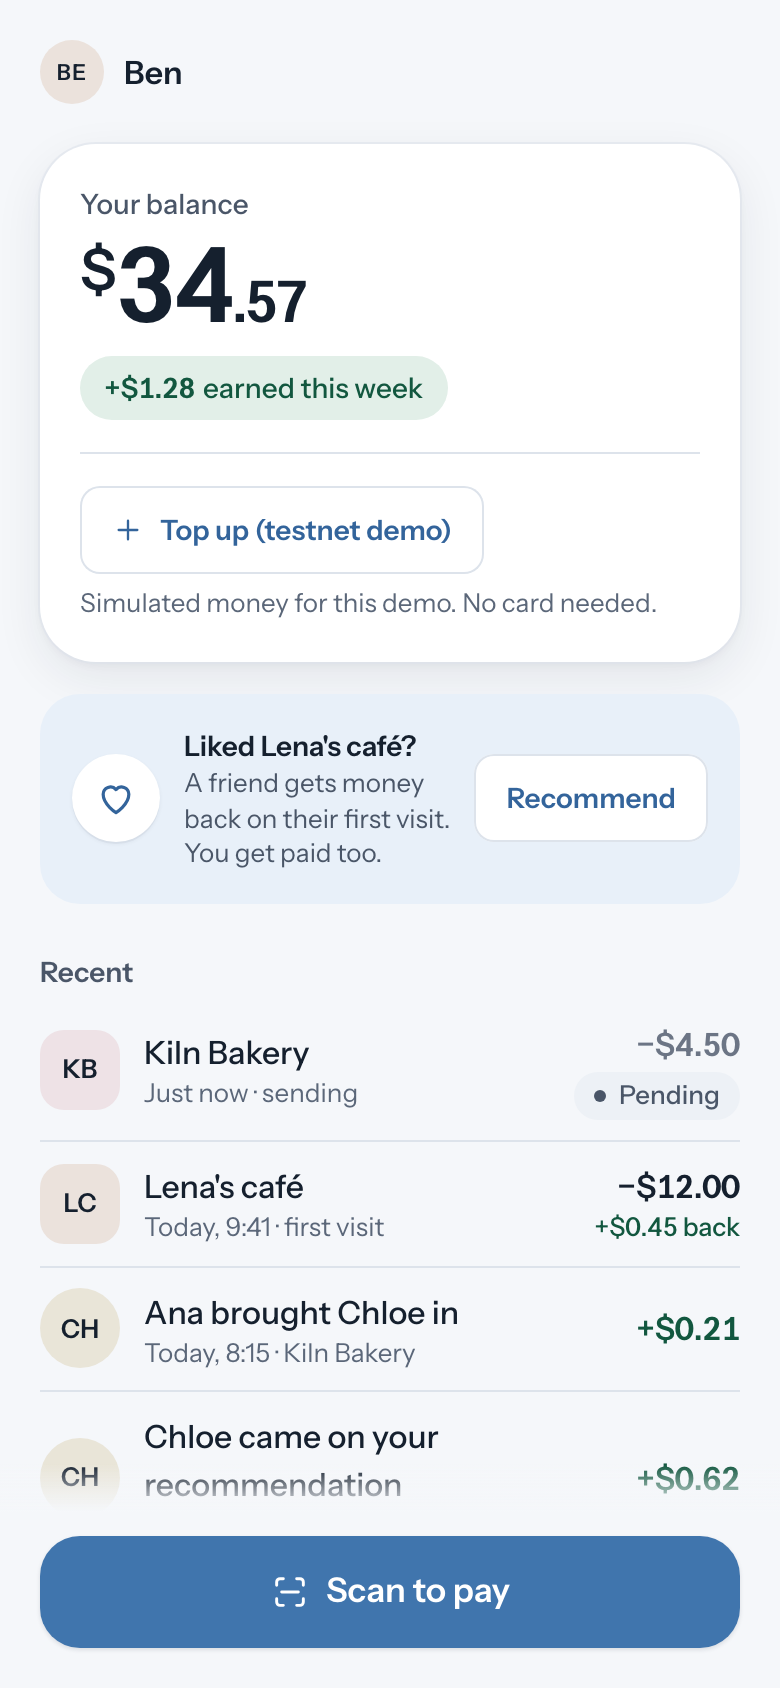 BE
Ben
Your balance
$34.57
+$1.28 earned this week
Top up (testnet demo)
Simulated money for this demo. No card needed.
Liked Lena's café?
A friend gets money
back on their first visit.
You get paid too.
Recommend
Recent
KB
Kiln Bakery
Just now · sending
−$4.50
Pending
LC
Lena's café
Today, 9:41 · first visit
−$12.00
+$0.45 back
CH
Ana brought Chloe in
Today, 8:15 · Kiln Bakery
+$0.21
CH
Chloe came on your
recommendation
+$0.62
Scan to pay